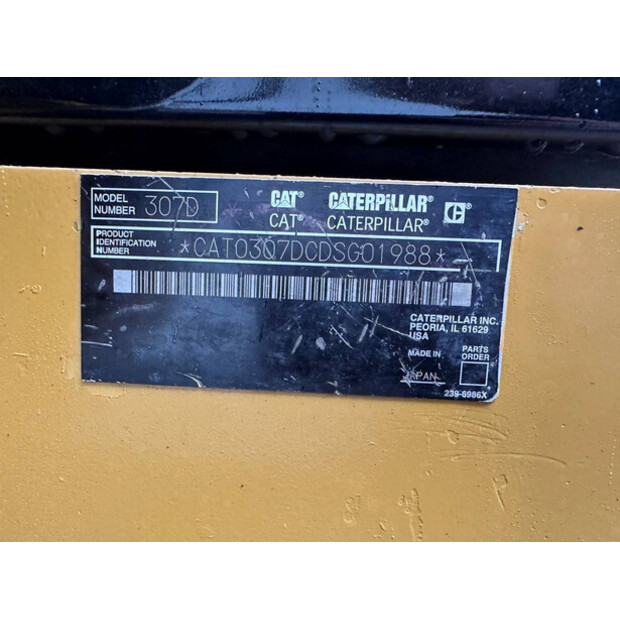 MODEL NUMBER 307D
CAT® CATERPILLAR® C
CAT® CATERPILLAR®
PRODUCT IDENTIFICATION NUMBER *CAT0307DCDSG01988*
CATERPILLAR INC.
PEORIA, IL 61629
USA
MADE IN
JAPAN
PARTS ORDER
239-6986X